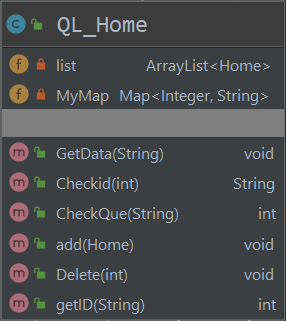 C QL_Home
f list ArrayList<Home>
f MyMap Map<Integer, String>
m GetData(String) void
m Checkid(int) String
m CheckQue(String) int
m add(Home) void
m Delete(int) void
m getID(String) int